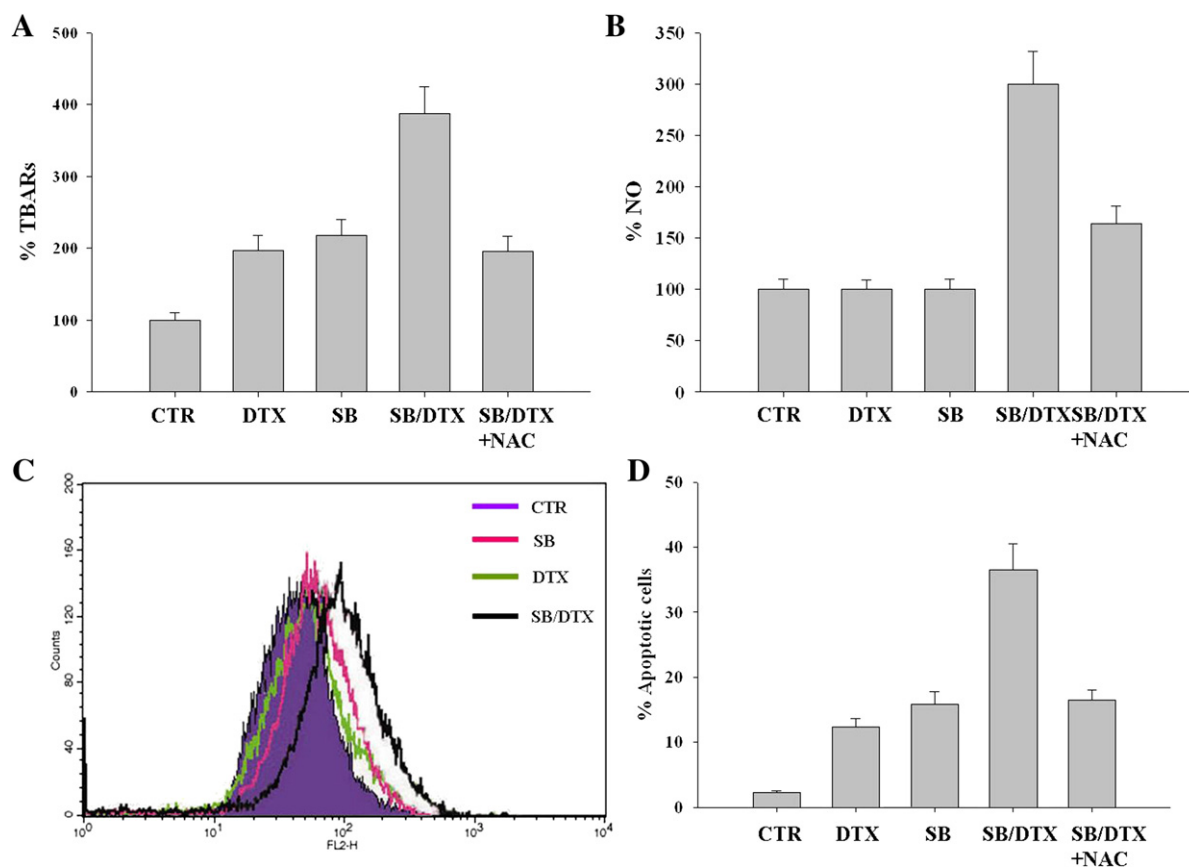 A
% TBARs
500
400
300
200
100
0
CTR DTX SB SB/DTX SB/DTX
+NAC
B
% NO
350
300
250
200
150
100
50
0
CTR DTX SB SB/DTX SB/DTX
+NAC
C
Counts
200
160
120
80
40
0
10⁰ 10¹ 10² 10³ 10⁴
FL2-H
CTR
SB
DTX
SB/DTX
D
% Apoptotic cells
50
40
30
20
10
0
CTR DTX SB SB/DTX SB/DTX
+NAC